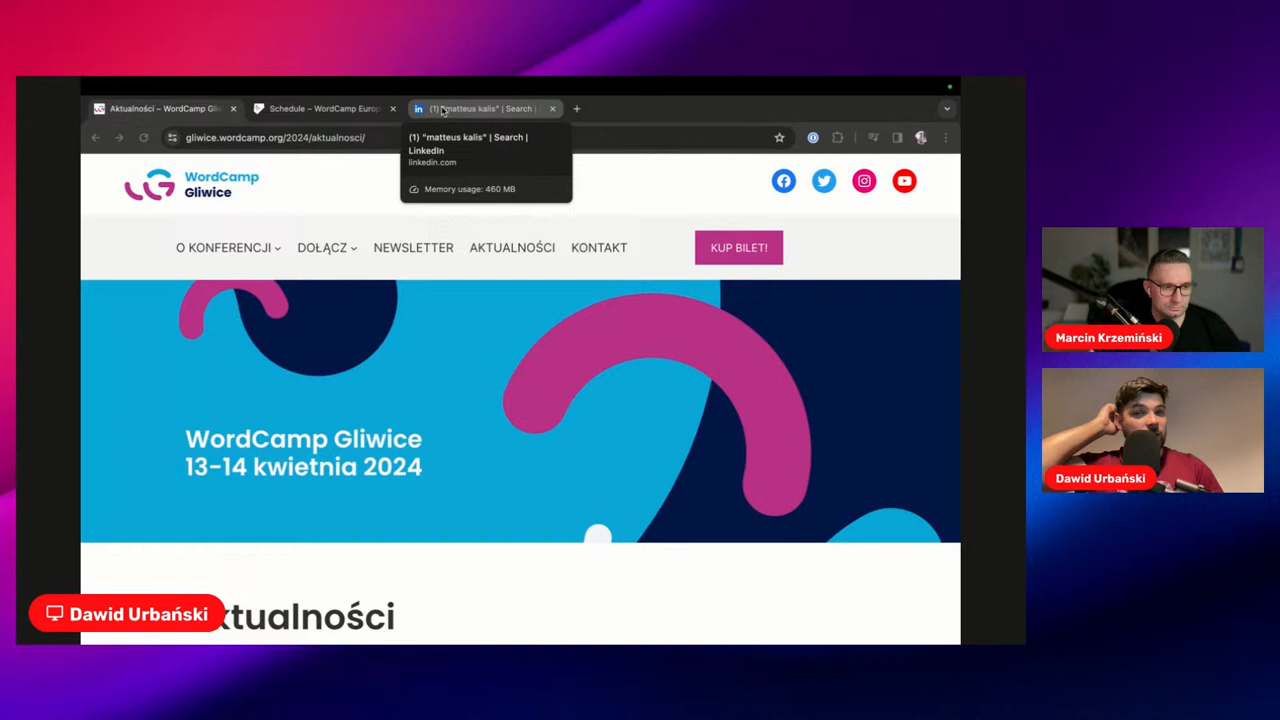 Aktualności – WordCamp Gli
Schedule – WordCamp Europ
(1) "matteus kalis" | Search |
gliwice.wordcamp.org/2024/aktualnosci/
(1) "matteus kalis" | Search |
LinkedIn
linkedin.com
Memory usage: 460 MB
WordCamp
Gliwice
O KONFERENCJI
DOŁĄCZ
NEWSLETTER
AKTUALNOŚCI
KONTAKT
KUP BILET!
WordCamp Gliwice
13-14 kwietnia 2024
ktualności
Dawid Urbański
Marcin Krzemiński
Dawid Urbański